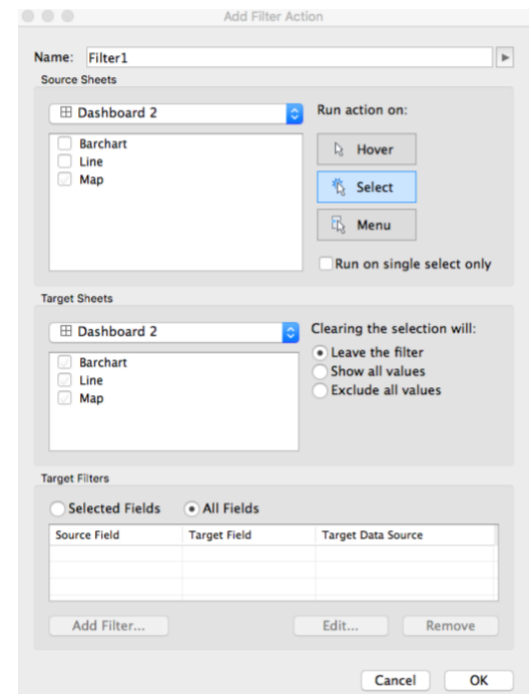 Add Filter Action
Name: Filter1
Source Sheets
Dashboard 2
Run action on:
Barchart
Line
Map
Hover
Select
Menu
Run on single select only
Target Sheets
Dashboard 2
Clearing the selection will:
Barchart
Line
Map
Leave the filter
Show all values
Exclude all values
Target Filters
Selected Fields All Fields
Source Field Target Field Target Data Source
Add Filter... Edit... Remove
Cancel OK